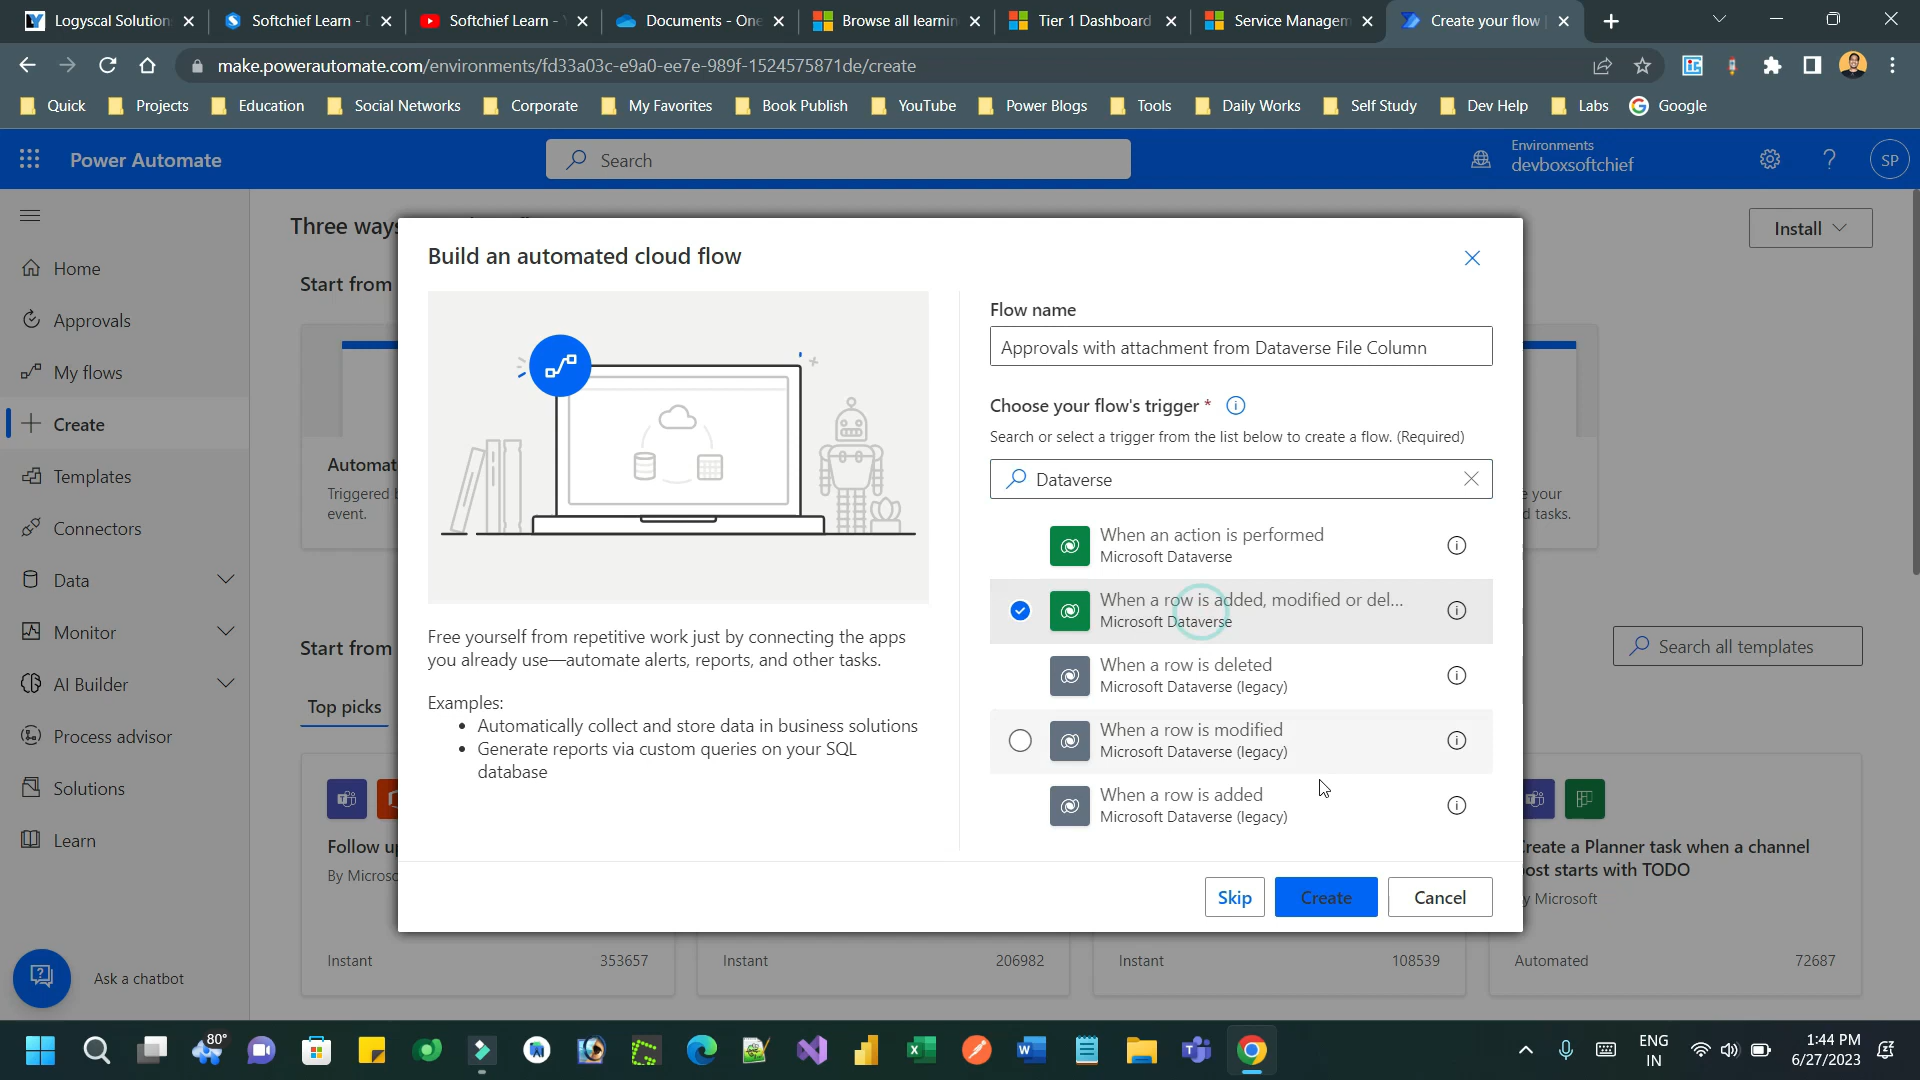 Logyscal Solution
Softchief Learn - D
Softchief Learn - Y
Documents - One
Browse all learnin
Tier 1 Dashboard
Service Managem
Create your flow
make.powerautomate.com/environments/fd33a03c-e9a0-ee7e-989f-1524575871de/create
Quick
Projects
Education
Social Networks
Corporate
My Favorites
Book Publish
YouTube
Power Blogs
Tools
Daily Works
Self Study
Dev Help
Labs
Google
Power Automate
Search
Environments
devboxsoftchief
SP
Home
Approvals
My flows
Create
Templates
Connectors
Data
Monitor
AI Builder
Process advisor
Solutions
Learn
Ask a chatbot
Three ways
Install
Start from
Automat
Triggered
event.
e your
d tasks.
Start from
Search all templates
Top picks
Build an automated cloud flow
Free yourself from repetitive work just by connecting the apps
you already use—automate alerts, reports, and other tasks.
Examples:
• Automatically collect and store data in business solutions
• Generate reports via custom queries on your SQL
database
Flow name
Approvals with attachment from Dataverse File Column
Choose your flow's trigger *
Search or select a trigger from the list below to create a flow. (Required)
Dataverse
When an action is performed
Microsoft Dataverse
When a row is added, modified or del...
Microsoft Dataverse
When a row is deleted
Microsoft Dataverse (legacy)
When a row is modified
Microsoft Dataverse (legacy)
When a row is added
Microsoft Dataverse (legacy)
Skip
Create
Cancel
Follow u
By Microso
Create a Planner task when a channel
post starts with TODO
By Microsoft
Instant
353657
Instant
206982
Instant
108539
Automated
72687
80°
ENG
IN
1:44 PM
6/27/2023